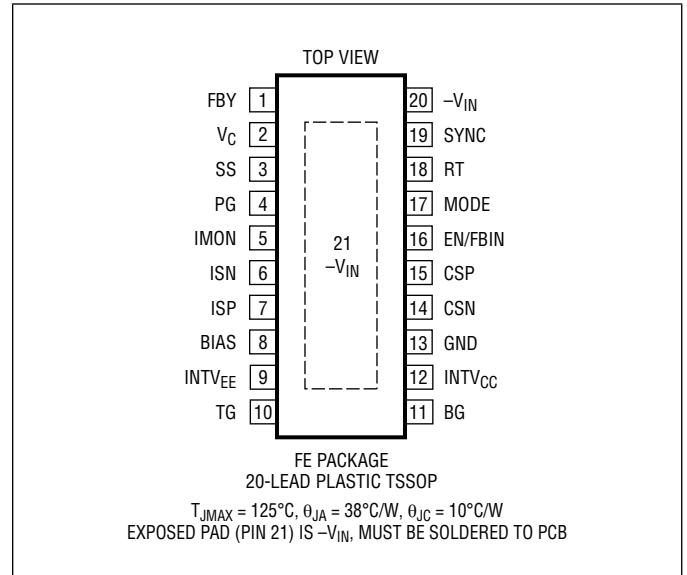 TOP VIEW
FBY 1
VC 2
SS 3
PG 4
IMON 5
ISN 6
ISP 7
BIAS 8
INTVEE 9
TG 10
20 –VIN
19 SYNC
18 RT
17 MODE
16 EN/FBIN
15 CSP
14 CSN
13 GND
12 INTVCC
11 BG
21
–VIN
FE PACKAGE
20-LEAD PLASTIC TSSOP
TJMAX = 125°C, θJA = 38°C/W, θJC = 10°C/W
EXPOSED PAD (PIN 21) IS –VIN, MUST BE SOLDERED TO PCB